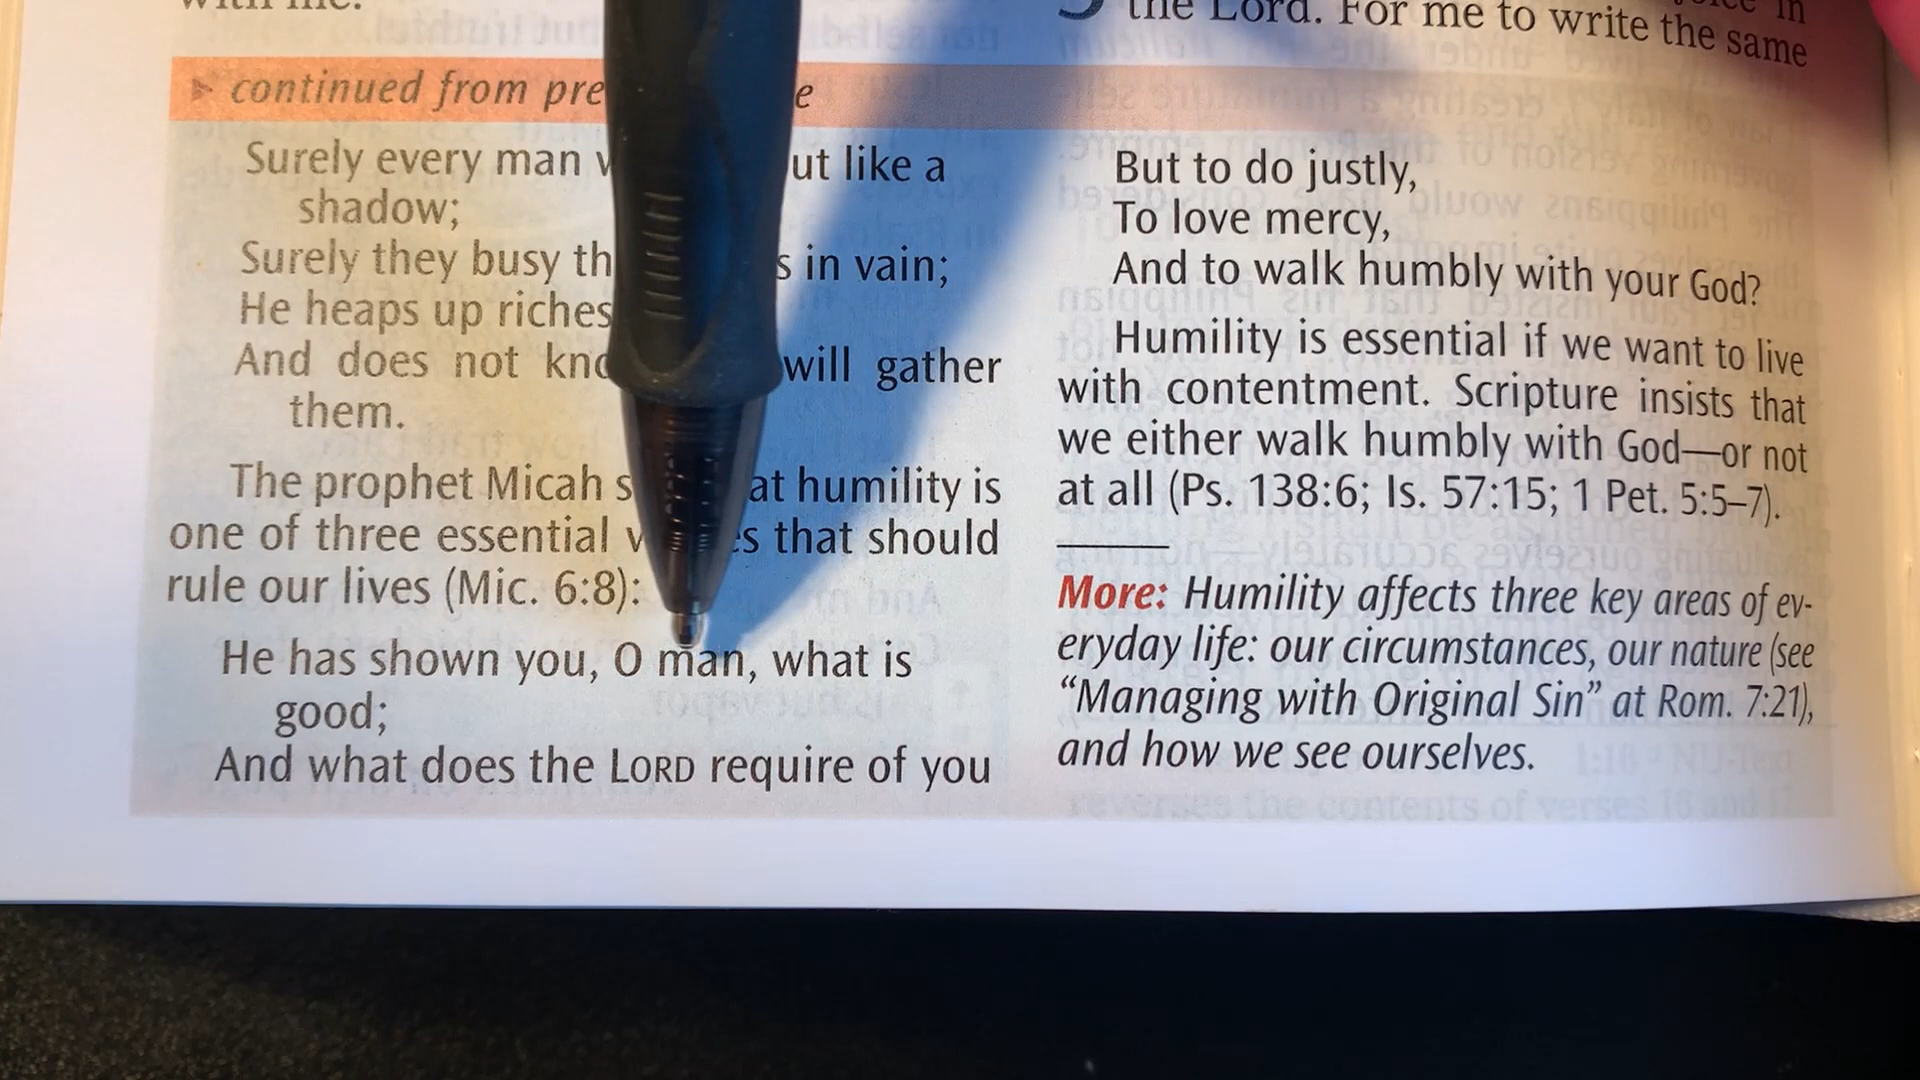 with me.
continued from pre e
Surely every man ut like a
shadow;
Surely they busy th s in vain;
He heaps up riches
And does not kno will gather
them.
The prophet Micah s at humility is
one of three essential v es that should
rule our lives (Mic. 6:8):
He has shown you, O man, what is
good;
And what does the LORD require of you
in
the Lord. For me to write the same
But to do justly,
To love mercy,
And to walk humbly with your God?
Humility is essential if we want to live
with contentment. Scripture insists that
we either walk humbly with God—or not
at all (Ps. 138:6; Is. 57:15; 1 Pet. 5:5–7).
More: Humility affects three key areas of ev-
eryday life: our circumstances, our nature (see
“Managing with Original Sin” at Rom. 7:21),
and how we see ourselves.